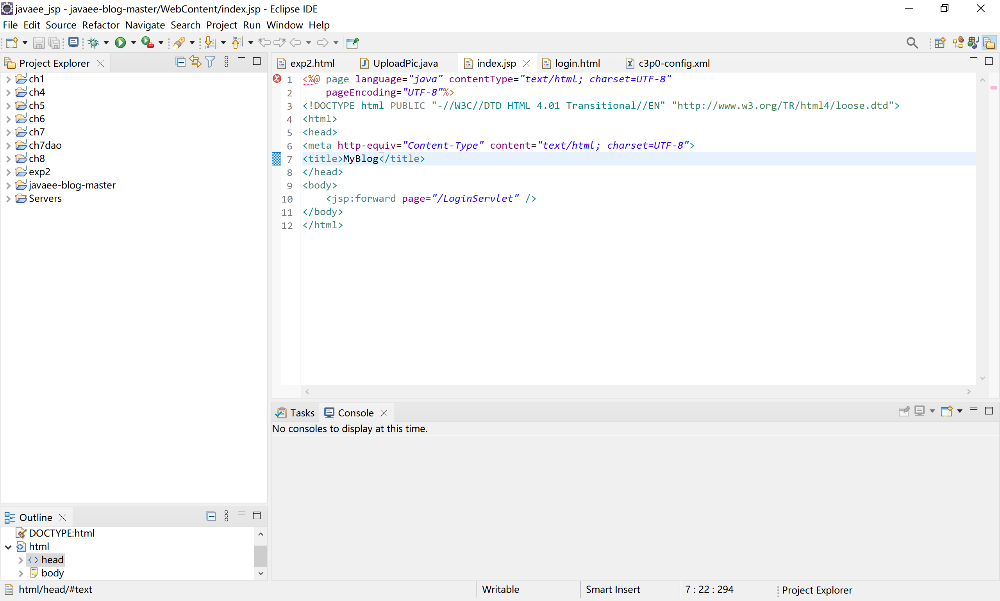 javaee_jsp - javaee-blog-master/WebContent/index.jsp - Eclipse IDE
File Edit Source Refactor Navigate Search Project Run Window Help
Project Explorer
ch1
ch4
ch5
ch6
ch7
ch7dao
ch8
exp2
javaee-blog-master
Servers
exp2.html UploadPic.java index.jsp login.html c3p0-config.xml
1 <%@ page language="java" contentType="text/html; charset=UTF-8"
2     pageEncoding="UTF-8"%>
3 <!DOCTYPE html PUBLIC "-//W3C//DTD HTML 4.01 Transitional//EN" "http://www.w3.org/TR/html4/loose.dtd">
4 <html>
5 <head>
6 <meta http-equiv="Content-Type" content="text/html; charset=UTF-8">
7 <title>MyBlog</title>
8 </head>
9 <body>
10     <jsp:forward page="/LoginServlet" />
11 </body>
12 </html>
Tasks Console
No consoles to display at this time.
Outline
DOCTYPE:html
html
head
body
html/head/#text Writable Smart Insert 7 : 22 : 294 Project Explorer